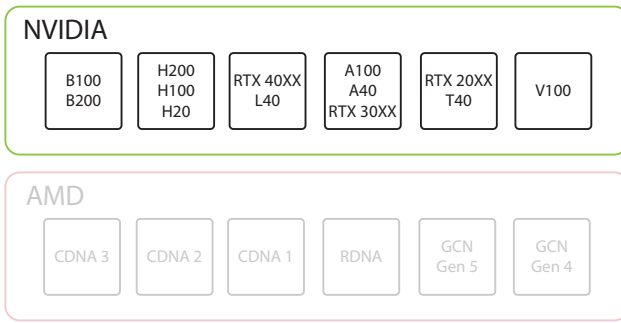 NVIDIA
B100
B200
H200
H100
H20
RTX 40XX
L40
A100
A40
RTX 30XX
RTX 20XX
T40
V100
AMD
CDNA 3
CDNA 2
CDNA 1
RDNA
GCN
Gen 5
GCN
Gen 4